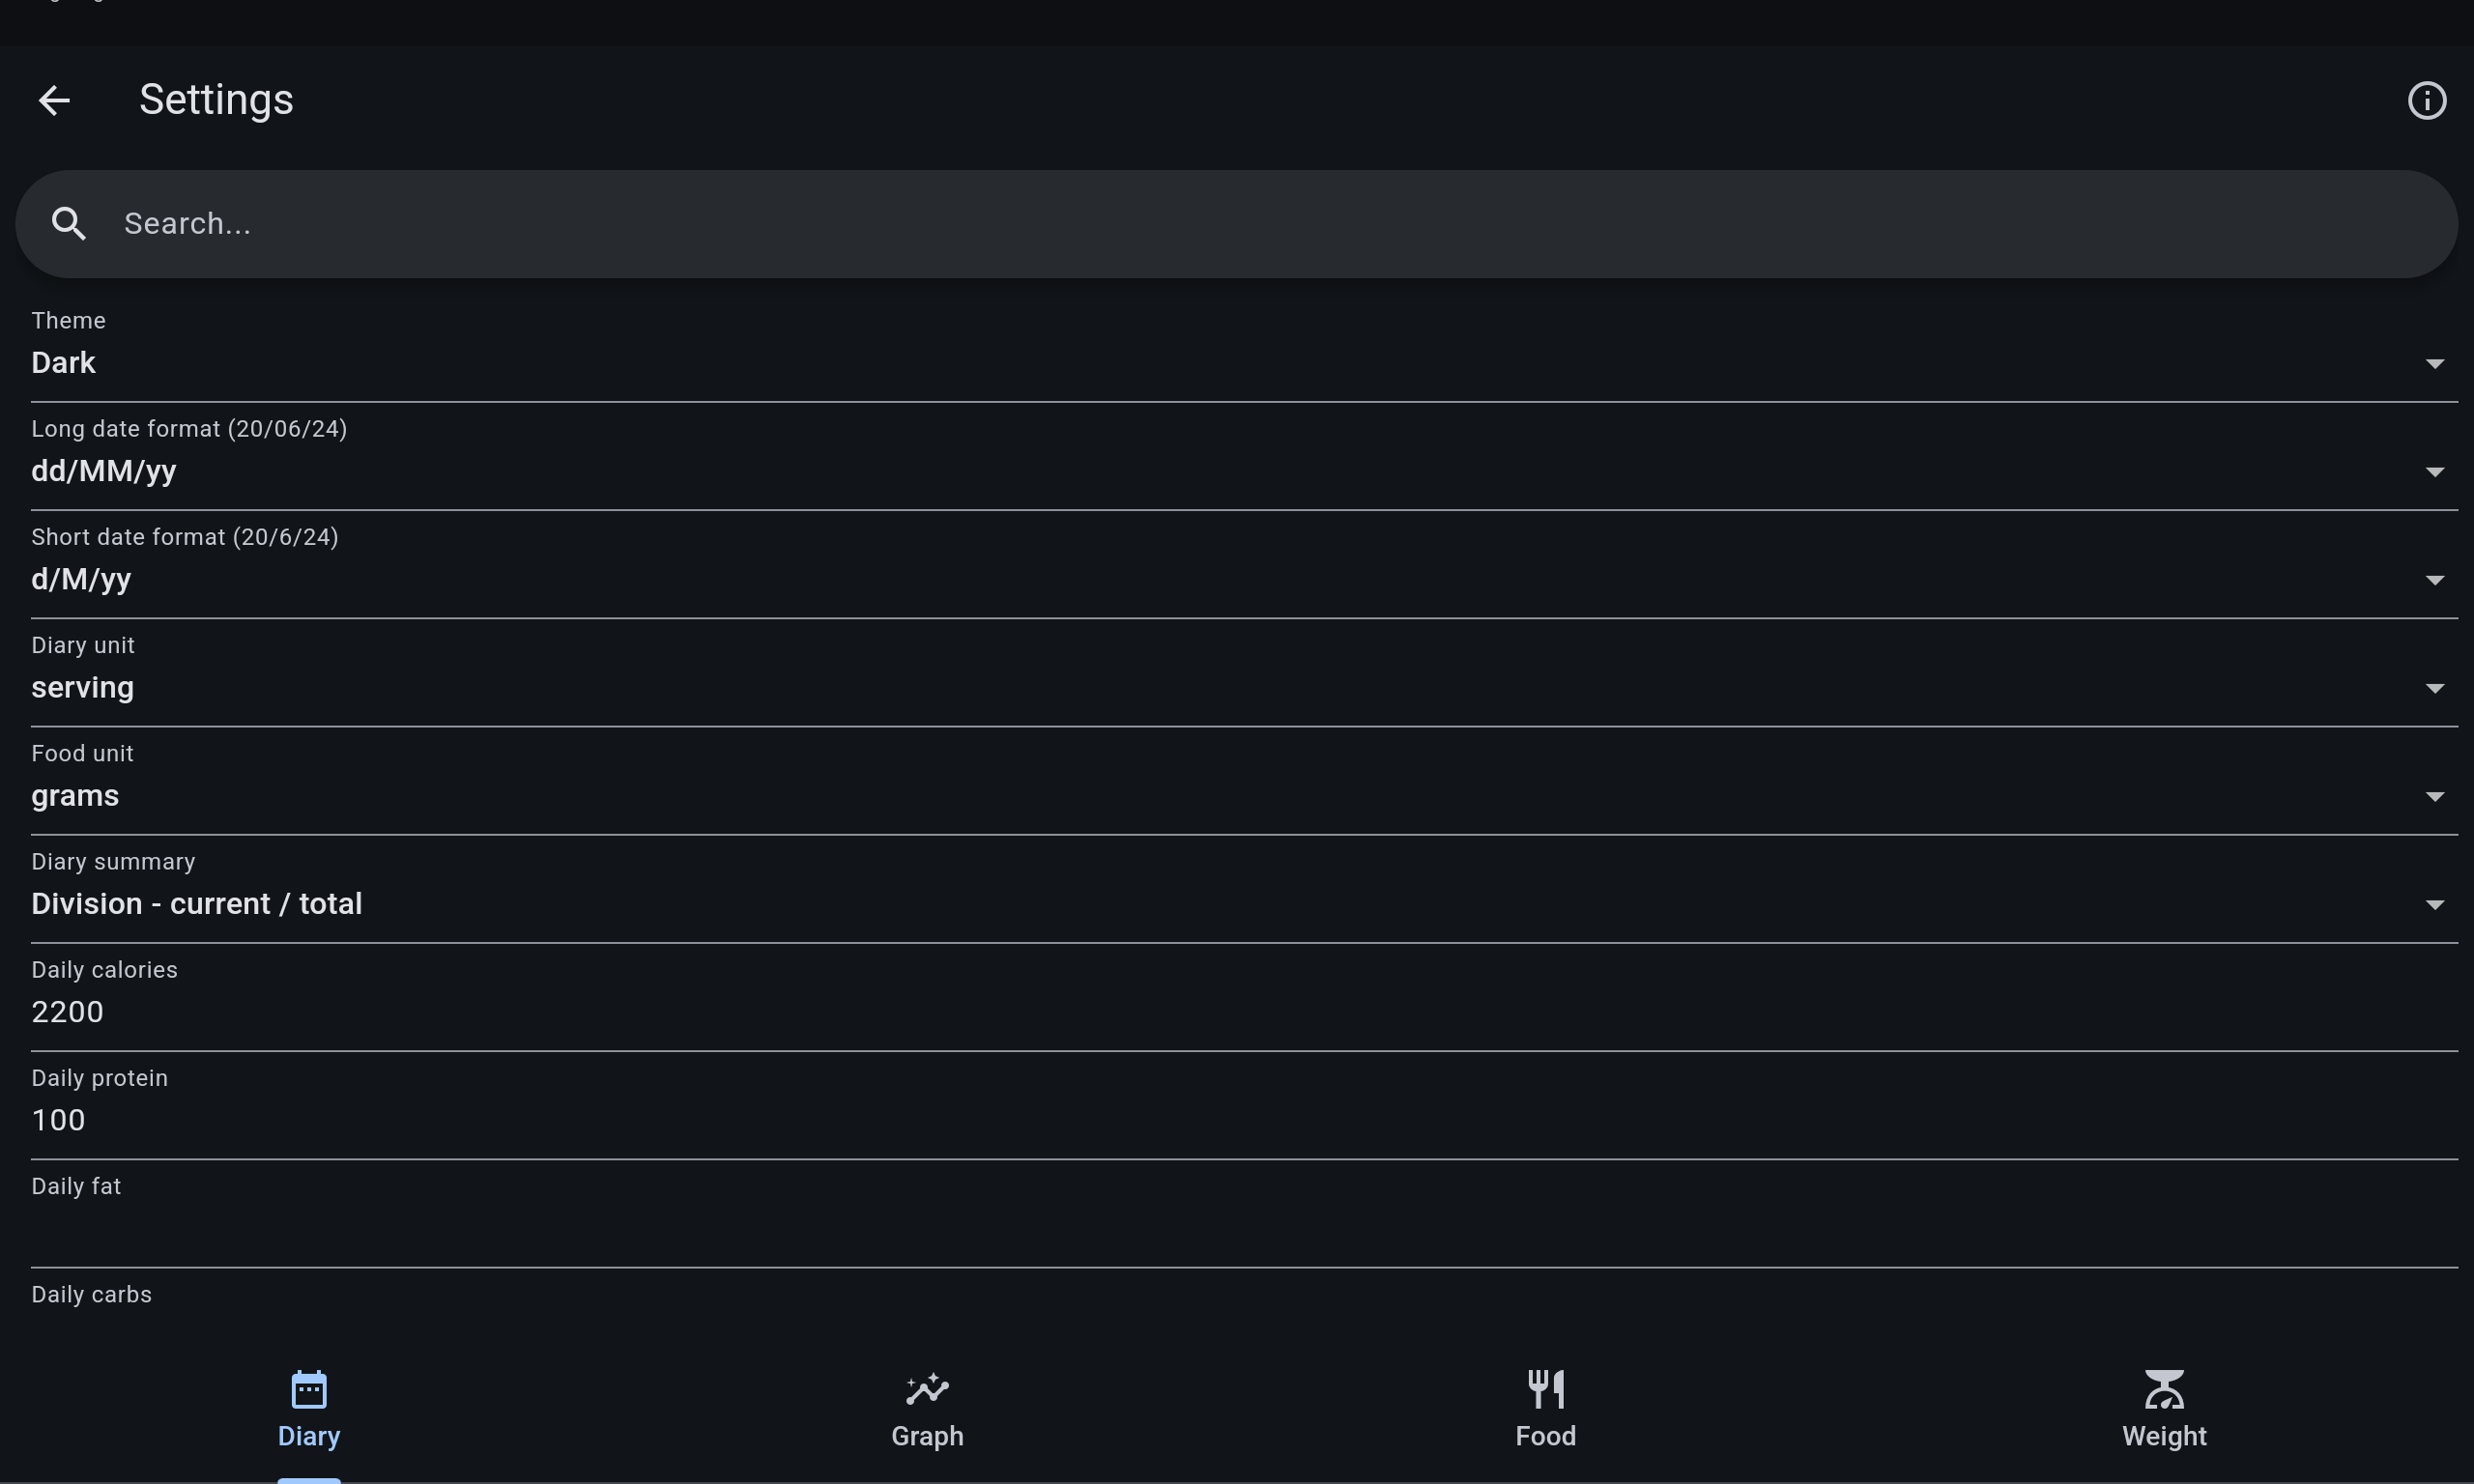 Settings
Search...
Theme
Dark
Long date format (20/06/24)
dd/MM/yy
Short date format (20/6/24)
d/M/yy
Diary unit
serving
Food unit
grams
Diary summary
Division - current / total
Daily calories
2200
Daily protein
100
Daily fat
Daily carbs
Diary
Graph
Food
Weight